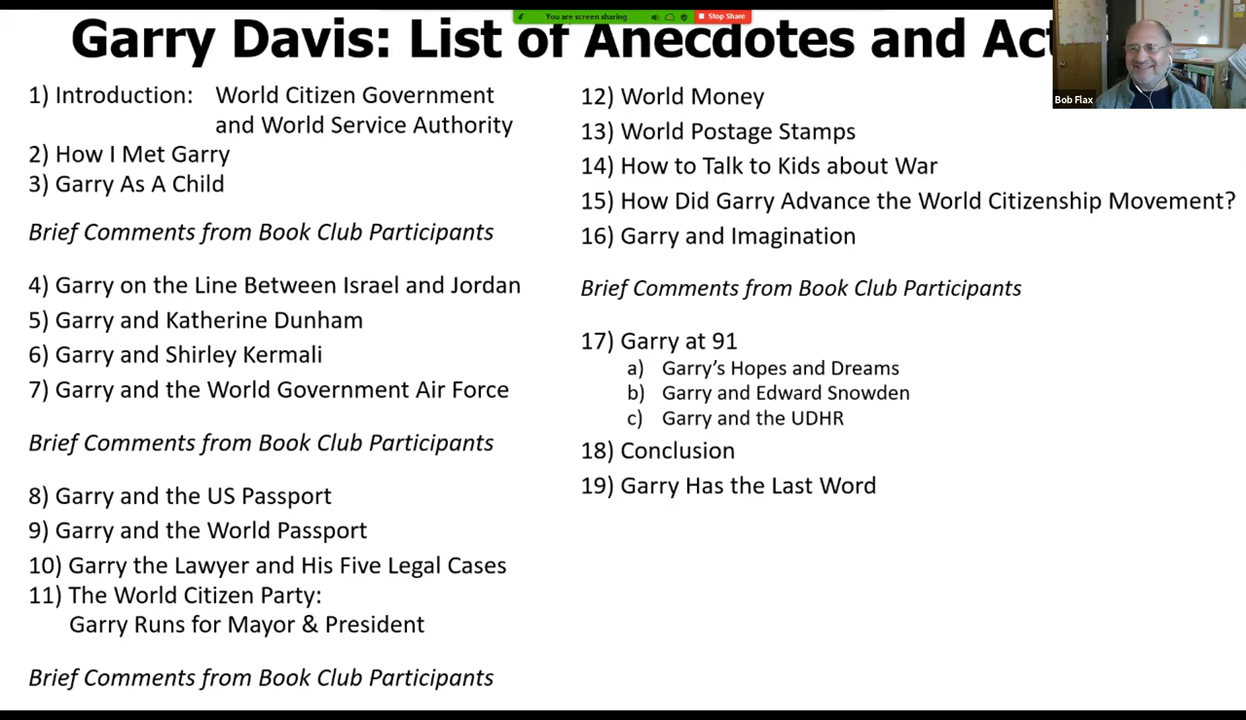 You are screen sharing
Stop Share
Garry Davis: List of Anecdotes and Act
Bob Flax
1) Introduction: World Citizen Government
and World Service Authority
2) How I Met Garry
3) Garry As A Child
Brief Comments from Book Club Participants
4) Garry on the Line Between Israel and Jordan
5) Garry and Katherine Dunham
6) Garry and Shirley Kermali
7) Garry and the World Government Air Force
Brief Comments from Book Club Participants
8) Garry and the US Passport
9) Garry and the World Passport
10) Garry the Lawyer and His Five Legal Cases
11) The World Citizen Party:
Garry Runs for Mayor & President
Brief Comments from Book Club Participants
12) World Money
13) World Postage Stamps
14) How to Talk to Kids about War
15) How Did Garry Advance the World Citizenship Movement?
16) Garry and Imagination
Brief Comments from Book Club Participants
17) Garry at 91
a) Garry’s Hopes and Dreams
b) Garry and Edward Snowden
c) Garry and the UDHR
18) Conclusion
19) Garry Has the Last Word